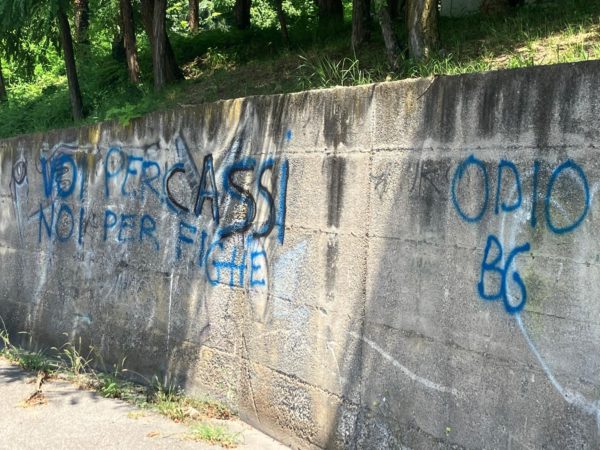 VOI PER CASSI
NOI PER FIGHE
ODIO
BG